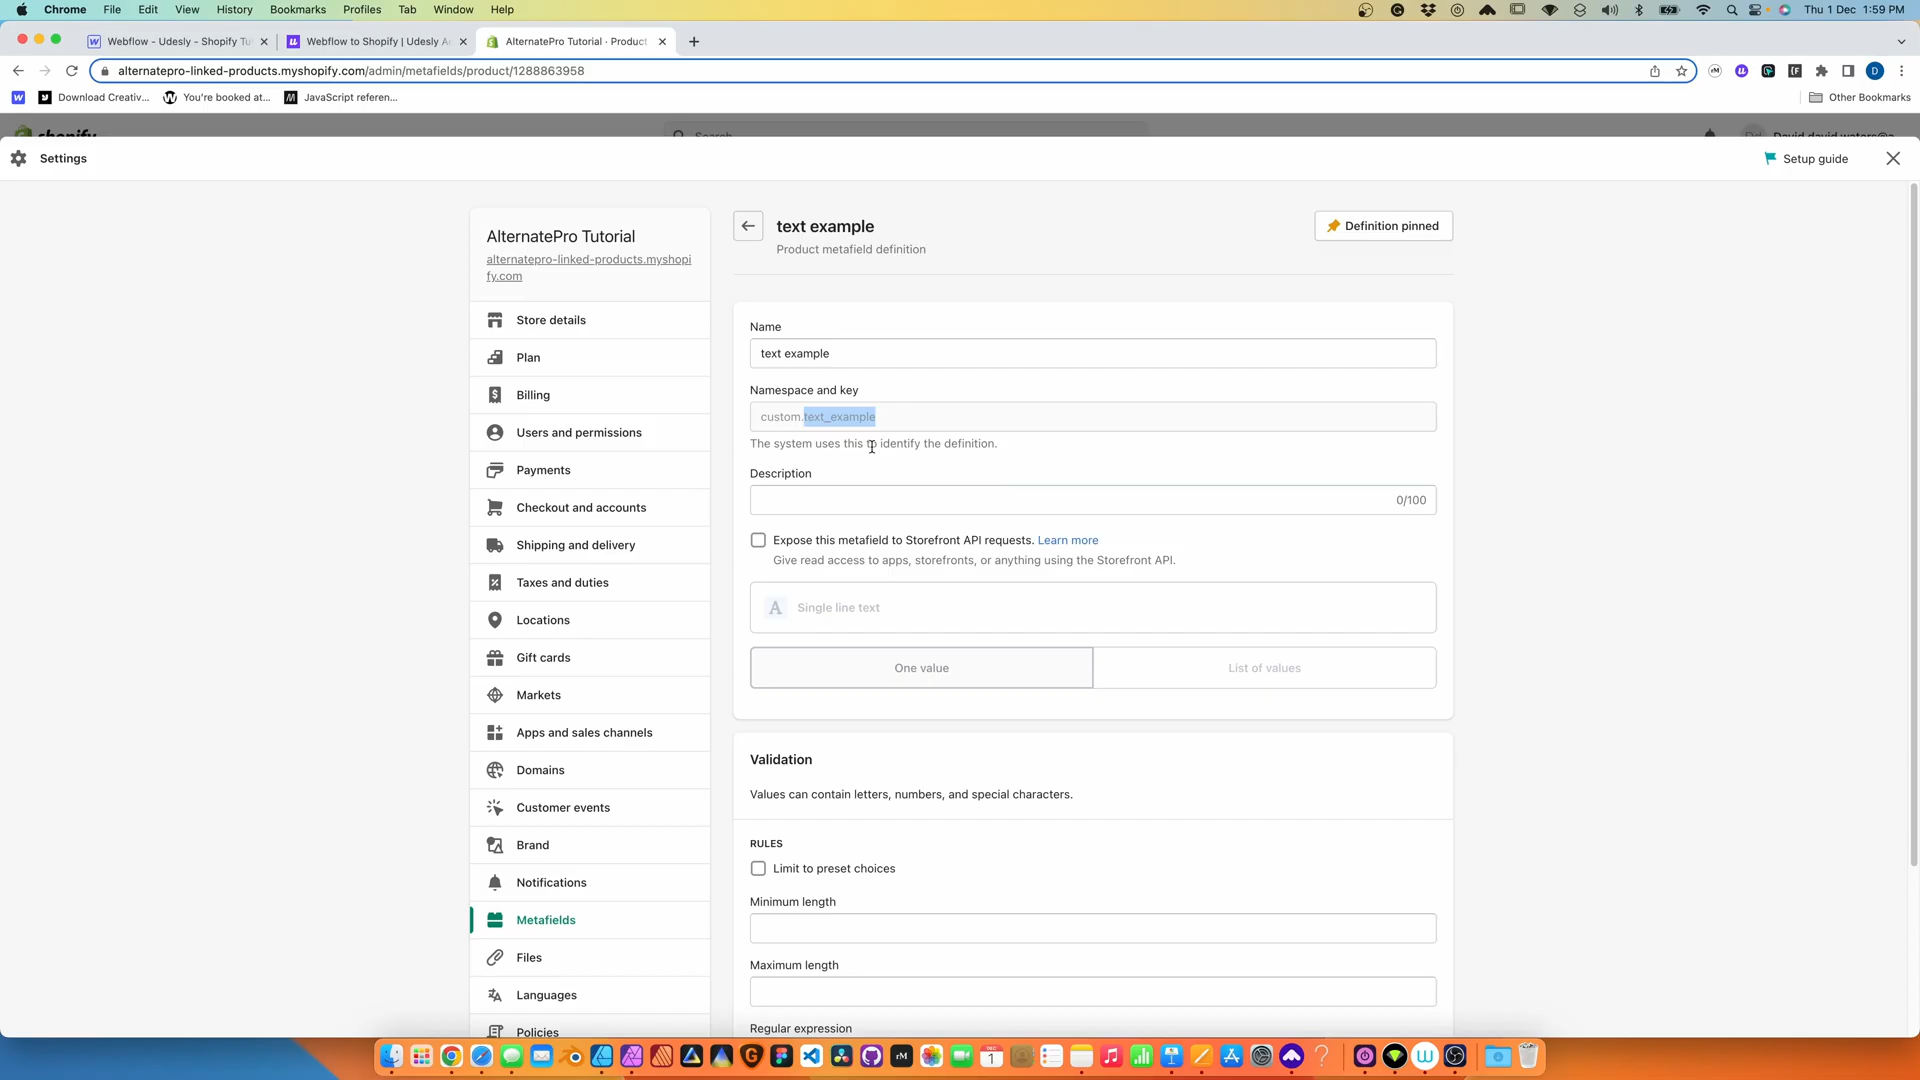 Chrome File Edit View History Bookmarks Profiles Tab Window Help Thu 1 Dec 1:59 PM
Webflow - Udesly - Shopify Tu Webflow to Shopify | Udesly A AlternatePro Tutorial · Product
alternatepro-linked-products.myshopify.com/admin/metafields/product/1288863958
Download Creativ... You're booked at... JavaScript referen... Other Bookmarks
shopify Search
Settings Setup guide
AlternatePro Tutorial
alternatepro-linked-products.myshopi
fy.com
Store details
Plan
Billing
Users and permissions
Payments
Checkout and accounts
Shipping and delivery
Taxes and duties
Locations
Gift cards
Markets
Apps and sales channels
Domains
Customer events
Brand
Notifications
Metafields
Files
Languages
Policies
text example
Product metafield definition
Definition pinned
Name
text example
Namespace and key
custom.text_example
The system uses this to identify the definition.
Description
0/100
Expose this metafield to Storefront API requests. Learn more
Give read access to apps, storefronts, or anything using the Storefront API.
A Single line text
One value List of values
Validation
Values can contain letters, numbers, and special characters.
RULES
Limit to preset choices
Minimum length
Maximum length
Regular expression